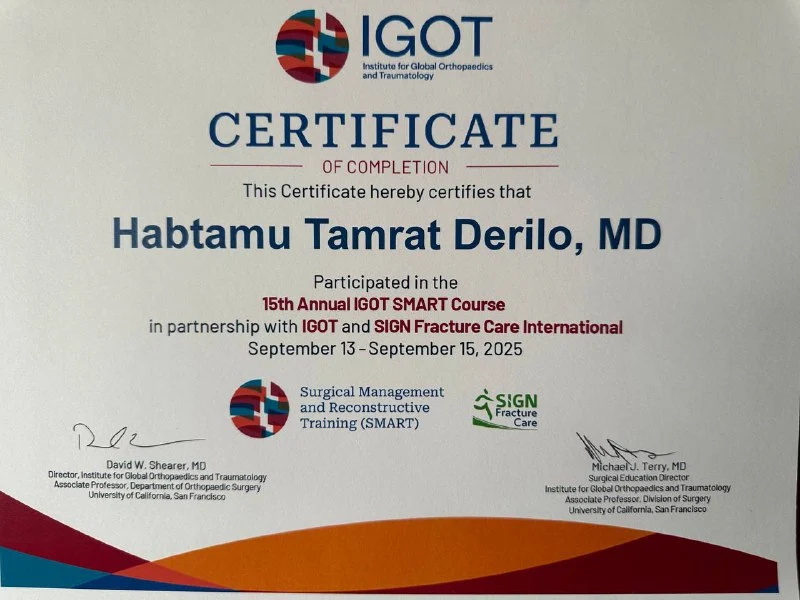 IGOT
Institute for Global Orthopaedics
and Traumatology
CERTIFICATE
OF COMPLETION
This Certificate hereby certifies that
Habtamu Tamrat Derilo, MD
Participated in the
15th Annual IGOT SMART Course
in partnership with IGOT and SIGN Fracture Care International
September 13 – September 15, 2025
Surgical Management
and Reconstructive
Training (SMART)
SIGN
Fracture
Care
David W. Shearer, MD
Director, Institute for Global Orthopaedics and Traumatology
Associate Professor, Department of Orthopaedic Surgery
University of California, San Francisco
Michael J. Terry, MD
Surgical Education Director
Institute for Global Orthopaedics and Traumatology
Associate Professor, Division of Surgery
University of California, San Francisco